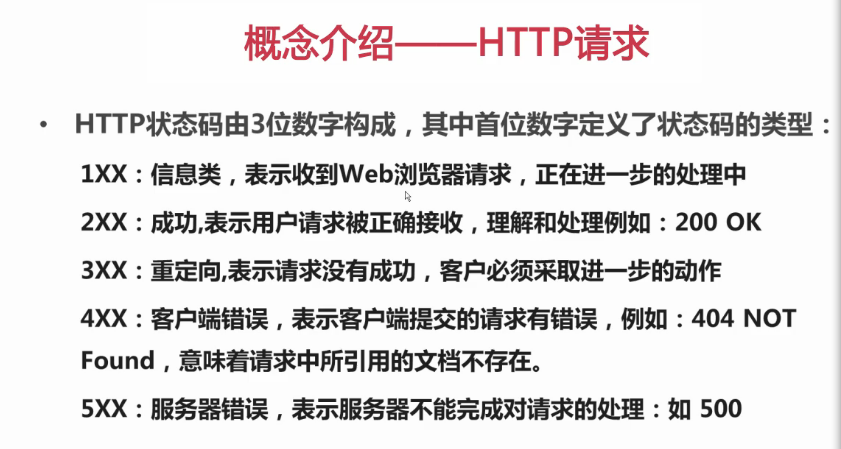 概念介绍——HTTP请求
• HTTP状态码由3位数字构成，其中首位数字定义了状态码的类型：
1XX：信息类，表示收到Web浏览器请求，正在进一步的处理中
2XX：成功,表示用户请求被正确接收，理解和处理例如：200 OK
3XX：重定向,表示请求没有成功，客户必须采取进一步的动作
4XX：客户端错误，表示客户端提交的请求有错误，例如：404 NOT
Found，意味着请求中所引用的文档不存在。
5XX：服务器错误，表示服务器不能完成对请求的处理：如 500